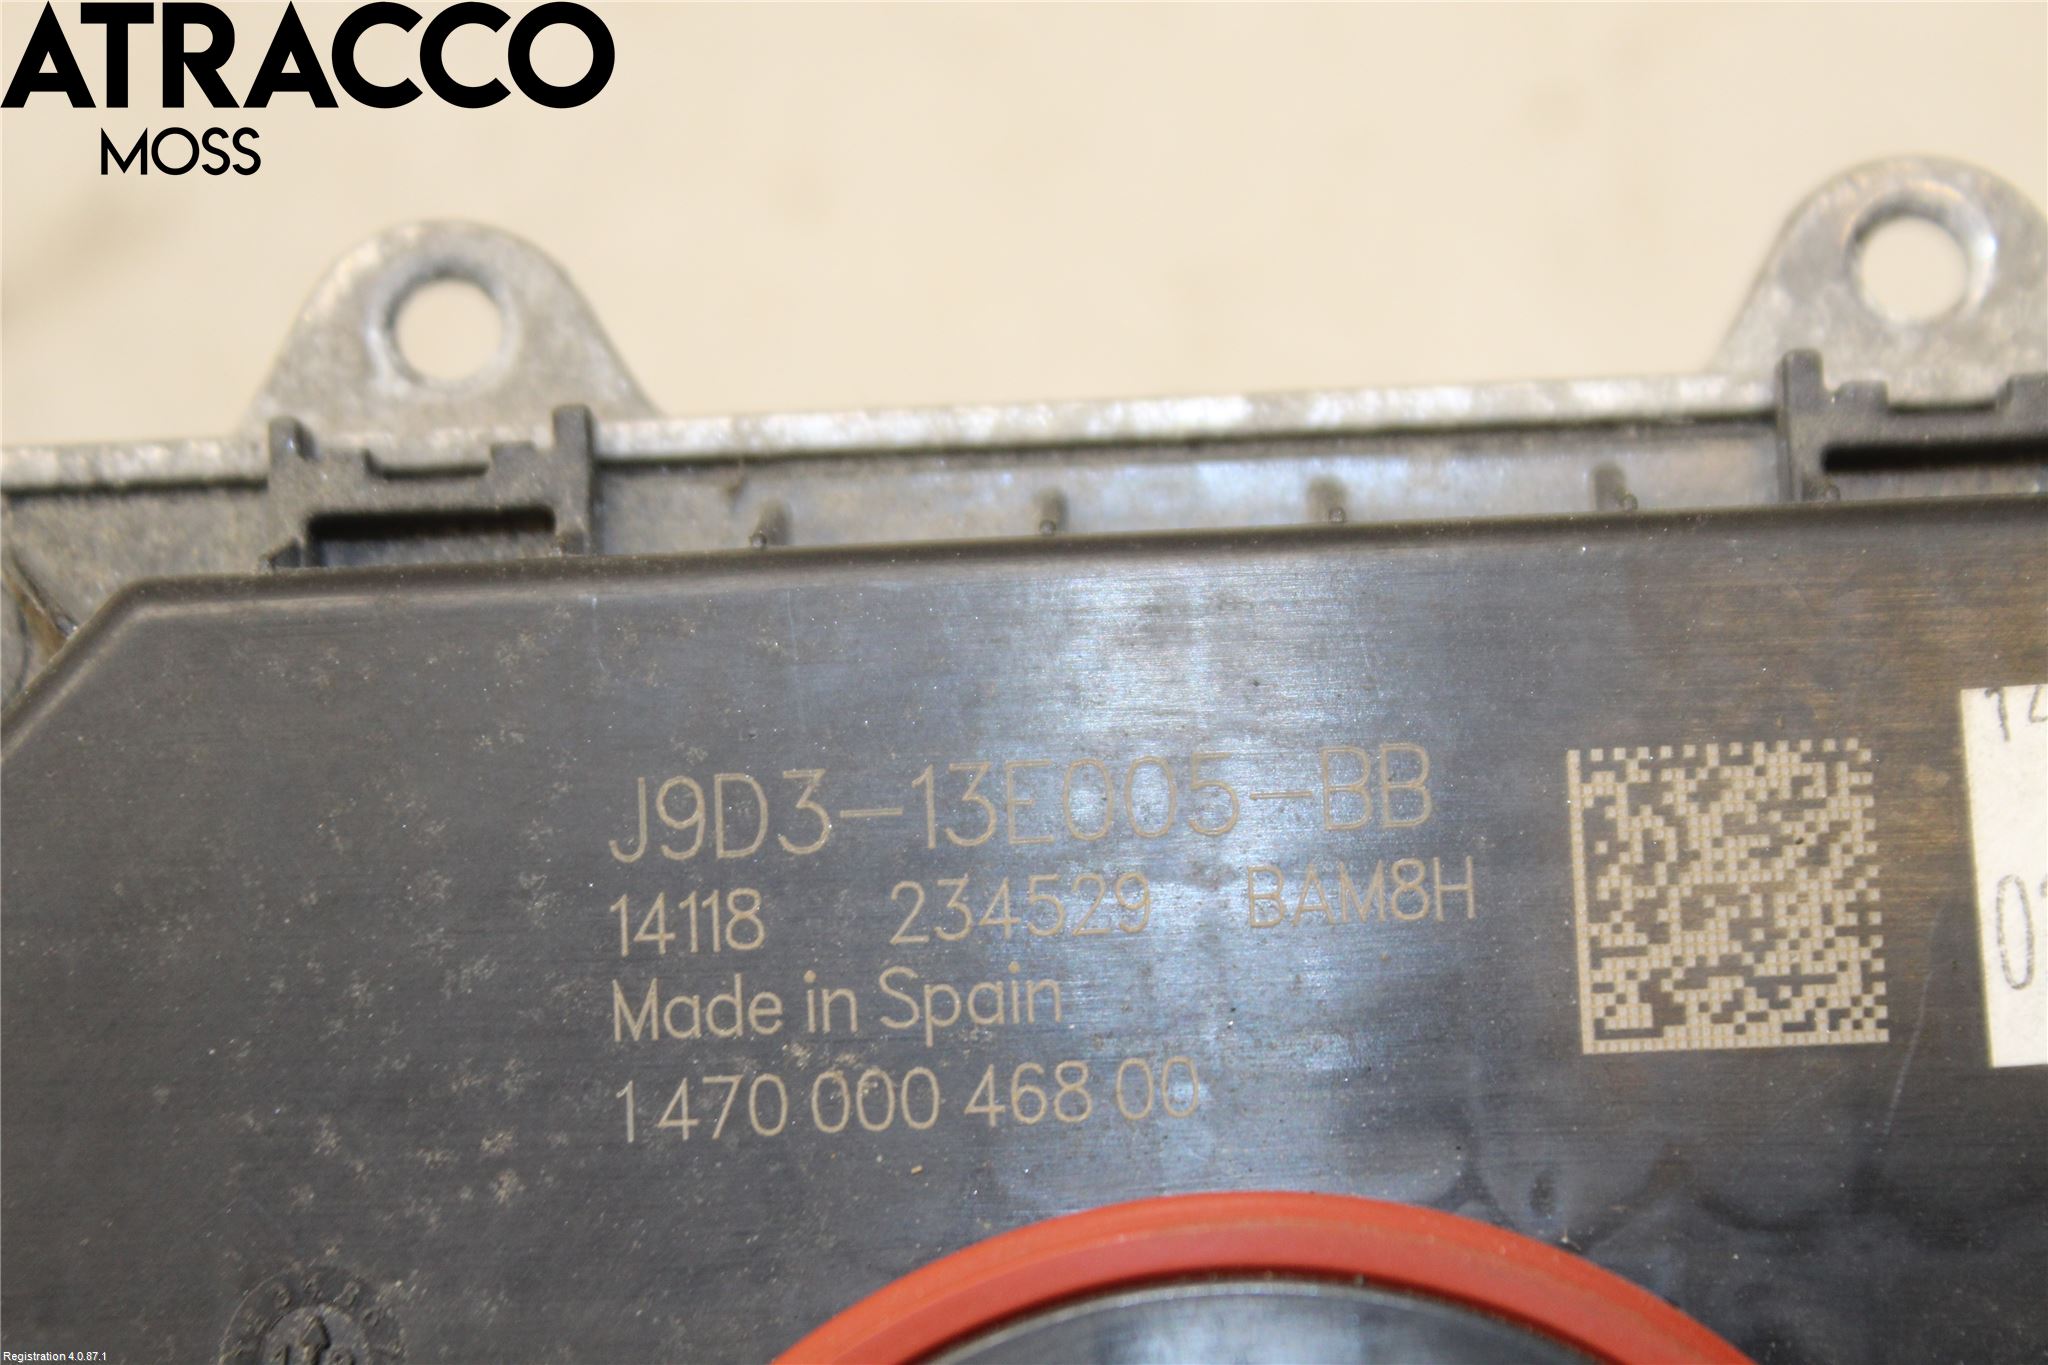 ATRACCO
MOSS
J9D3-13E005-BB
14118 234529 BAM8H
Made in Spain
1 470 000 468 00
Registration 4.0.87.1